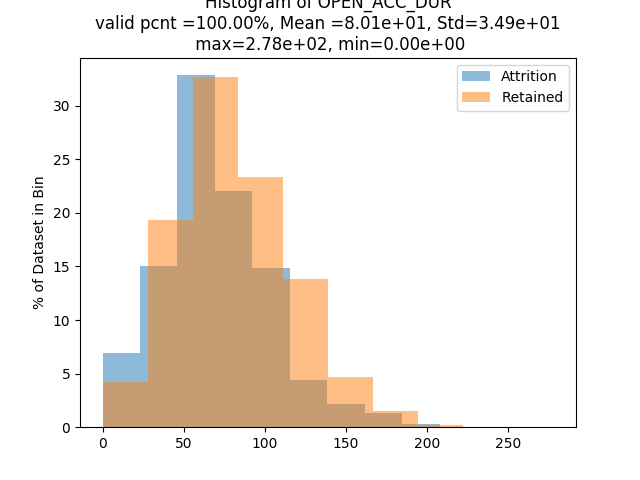 Histogram of OPEN_ACC_DUR
valid pcnt =100.00%, Mean =8.01e+01, Std=3.49e+01
max=2.78e+02, min=0.00e+00
Attrition
Retained
% of Dataset in Bin
30
25
20
15
10
5
0
0 50 100 150 200 250